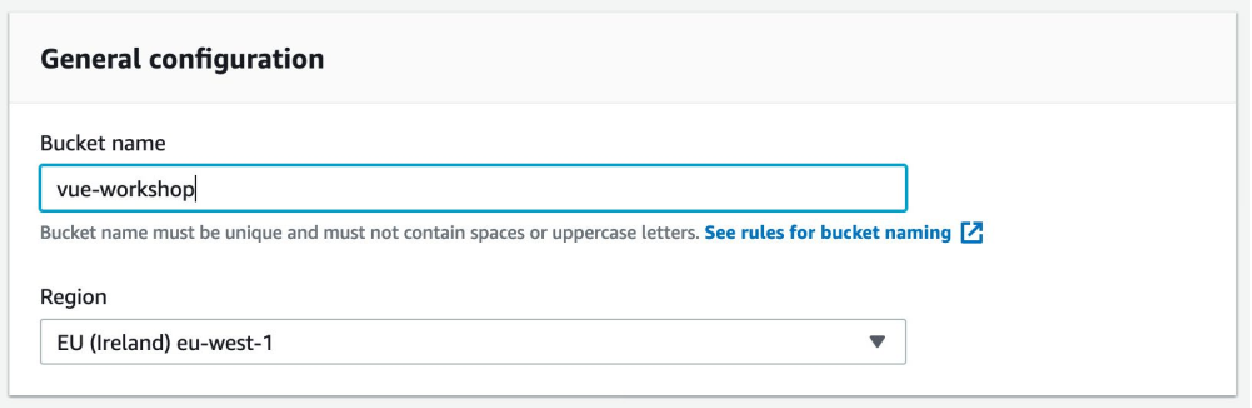 General configuration
Bucket name
vue-workshop
Bucket name must be unique and must not contain spaces or uppercase letters. See rules for bucket naming
Region
EU (Ireland) eu-west-1